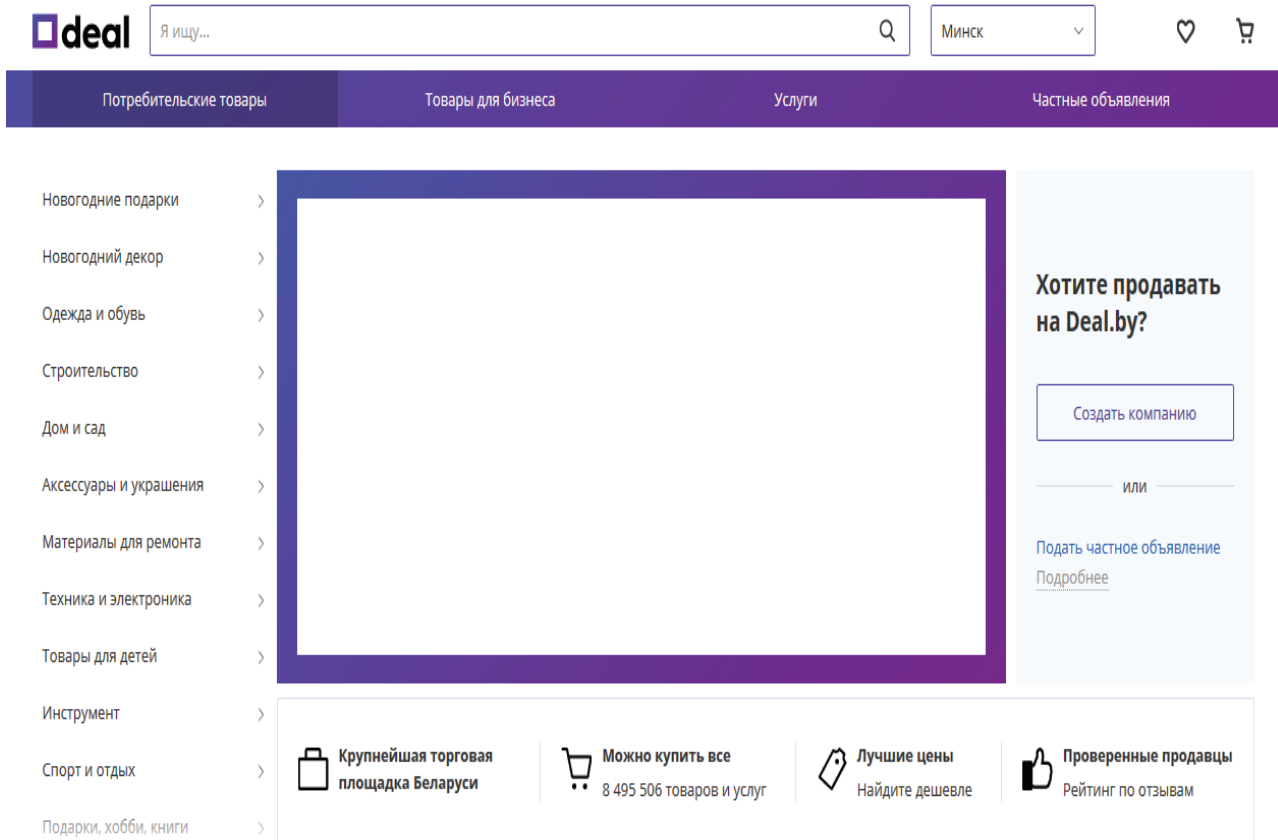 deal
Я ищу...
Минск
Потребительские товары
Товары для бизнеса
Услуги
Частные объявления
Новогодние подарки
Новогодний декор
Одежда и обувь
Строительство
Дом и сад
Аксессуары и украшения
Материалы для ремонта
Техника и электроника
Товары для детей
Инструмент
Спорт и отдых
Подарки, хобби, книги
Хотите продавать
на Deal.by?
Создать компанию
или
Подать частное объявление
Подробнее
Крупнейшая торговая
площадка Беларуси
Можно купить все
8 495 506 товаров и услуг
Лучшие цены
Найдите дешевле
Проверенные продавцы
Рейтинг по отзывам